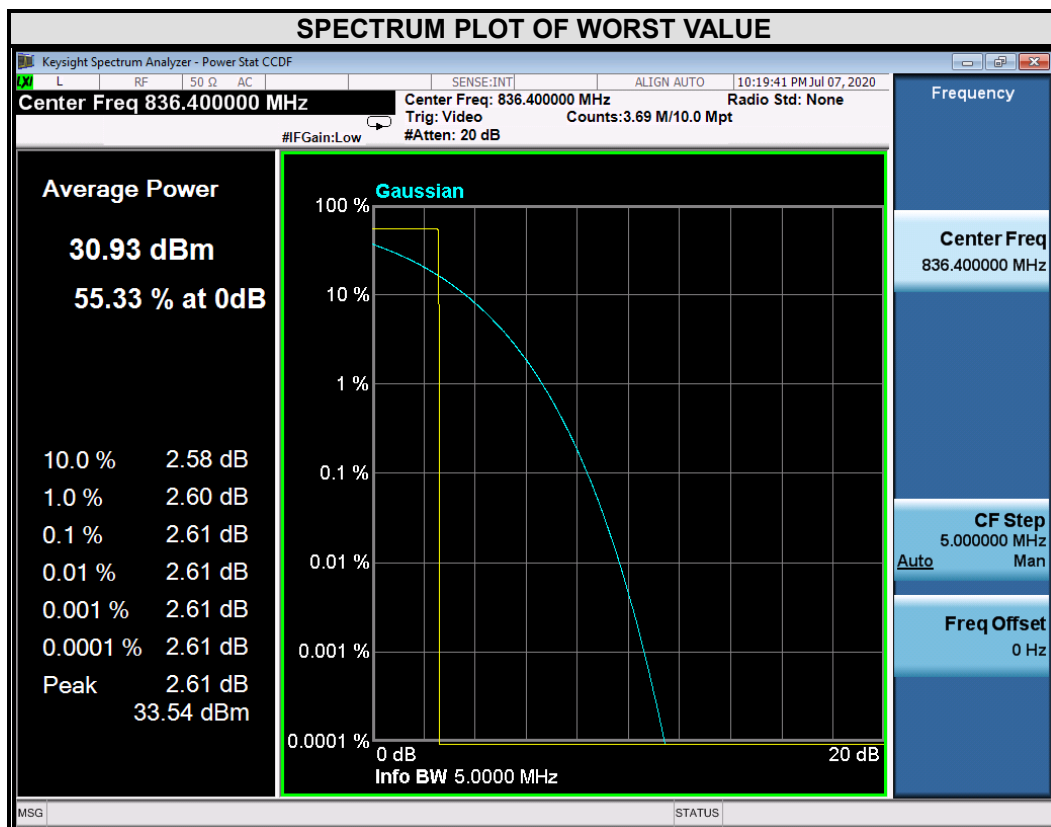 SPECTRUM PLOT OF WORST VALUE
Keysight Spectrum Analyzer - Power Stat CCDF
LXI L RF 50 Ω AC SENSE:INT ALIGN AUTO 10:19:41 PM Jul 07, 2020
Center Freq 836.400000 MHz
#IFGain:Low
Center Freq: 836.400000 MHz Radio Std: None
Trig: Video Counts:3.69 M/10.0 Mpt
#Atten: 20 dB
Average Power
30.93 dBm
55.33 % at 0dB
10.0 % 2.58 dB
1.0 % 2.60 dB
0.1 % 2.61 dB
0.01 % 2.61 dB
0.001 % 2.61 dB
0.0001 % 2.61 dB
Peak 2.61 dB
33.54 dBm
Gaussian
100 %
10 %
1 %
0.1 %
0.01 %
0.001 %
0.0001 %
0 dB 20 dB
Info BW 5.0000 MHz
Frequency
Center Freq
836.400000 MHz
CF Step
5.000000 MHz
Auto Man
Freq Offset
0 Hz
MSG STATUS